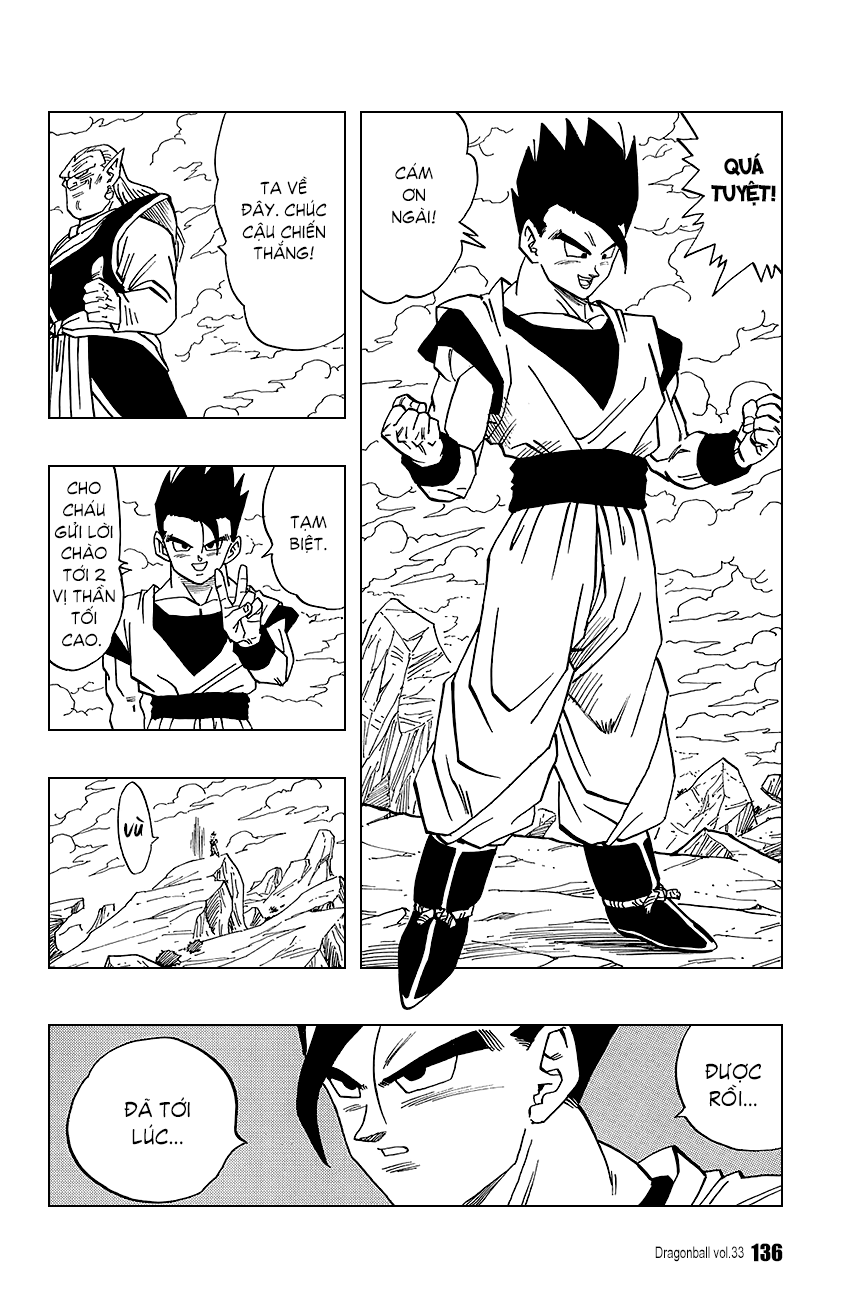 QUÁ
TUYỆT!
CÁM
ƠN
NGÀI!
TA VỀ
ĐÂY. CHÚC
CẬU CHIẾN
THẮNG!
TẠM
BIỆT.
CHO
CHÁU
GỬI LỜI
CHÀO
TỚI 2
VỊ THẦN
TỐI
CAO.
VÙ
ĐƯỢC
RỒI...
ĐÃ TỚI
LÚC...
Dragonball vol.33 136